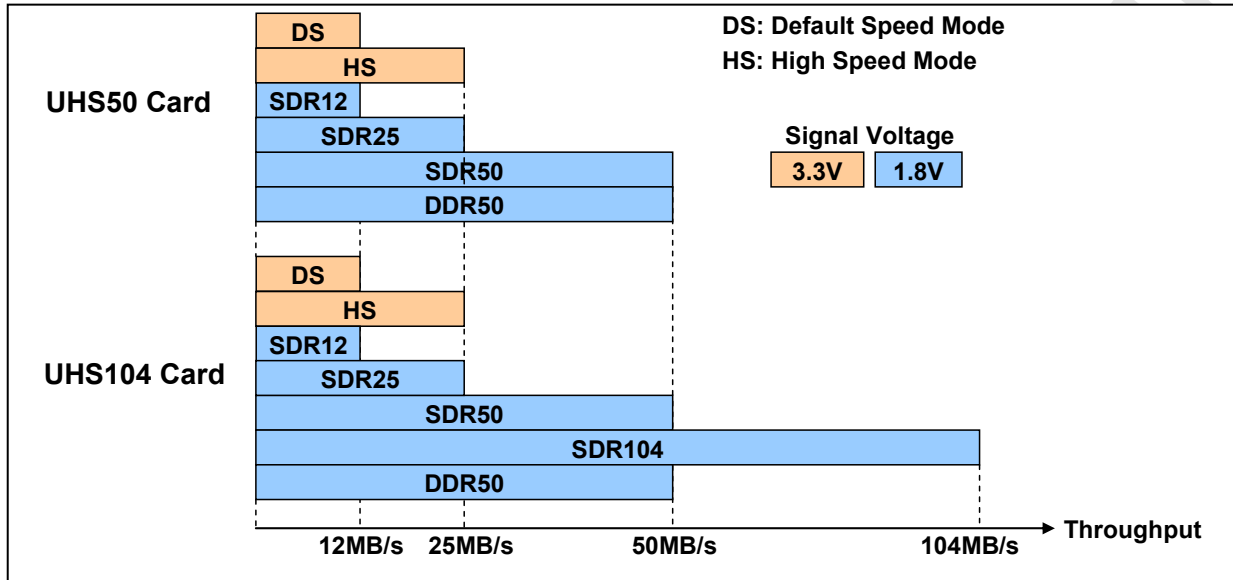 DS
DS: Default Speed Mode
HS
HS: High Speed Mode
UHS50 Card
SDR12
SDR25
Signal Voltage
SDR50
3.3V
1.8V
DDR50
DS
HS
SDR12
UHS104 Card
SDR25
SDR50
SDR104
DDR50
Throughput
12MB/s
25MB/s
50MB/s
104MB/s